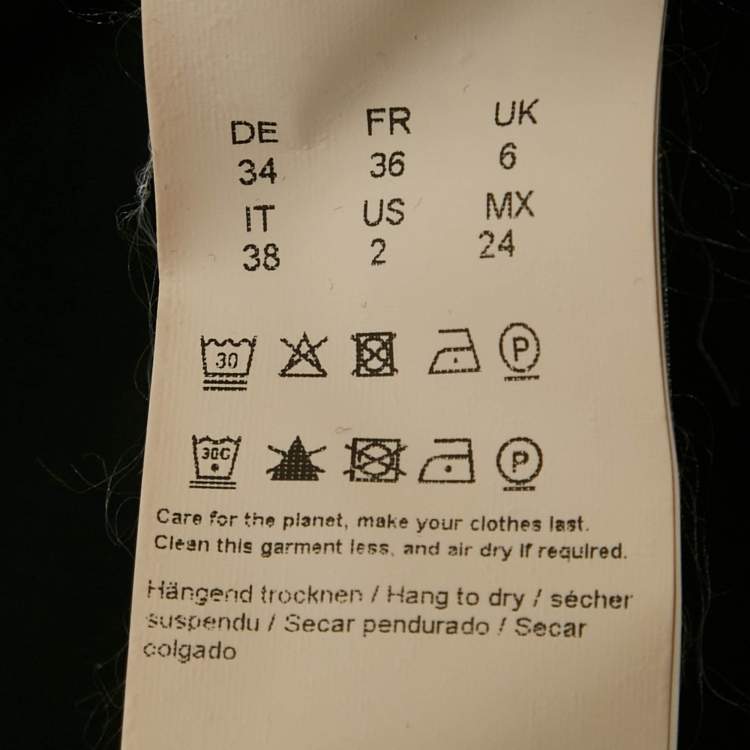 DE FR UK
34 36 6
IT US MX
38 2 24
30 P
30C P
Care for the planet, make your clothes last.
Clean this garment less, and air dry if required.
Hängend trocknen / Hang to dry / sécher
suspendu / Secar pendurado / Secar
colgado